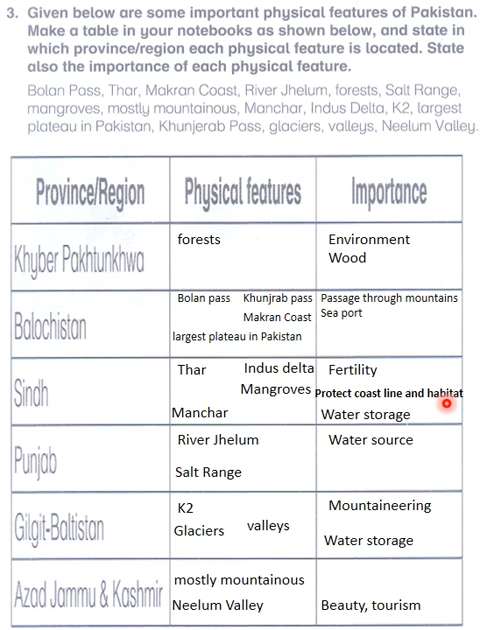 3. Given below are some important physical features of Pakistan.
Make a table in your notebooks as shown below, and state in
which province/region each physical feature is located. State
also the importance of each physical feature.
Bolan Pass, Thar, Makran Coast, River Jhelum, forests, Salt Range,
mangroves, mostly mountainous, Manchar, Indus Delta, K2, largest
plateau in Pakistan, Khunjerab Pass, glaciers, valleys, Neelum Valley.
Province/Region Physical features Importance
Khyber Pakhtunkhwa
forests
Environment
Wood
Balochistan
Bolan pass Khunjrab pass
Makran Coast
largest plateau in Pakistan
Passage through mountains
Sea port
Sindh
Thar Indus delta
Mangroves
Manchar
Fertility
Protect coast line and habitat
Water storage
Punjab
River Jhelum
Salt Range
Water source
Gilgit-Baltistan
K2
Glaciers valleys
Mountaineering
Water storage
Azad Jammu & Kashmir
mostly mountainous
Neelum Valley
Beauty, tourism